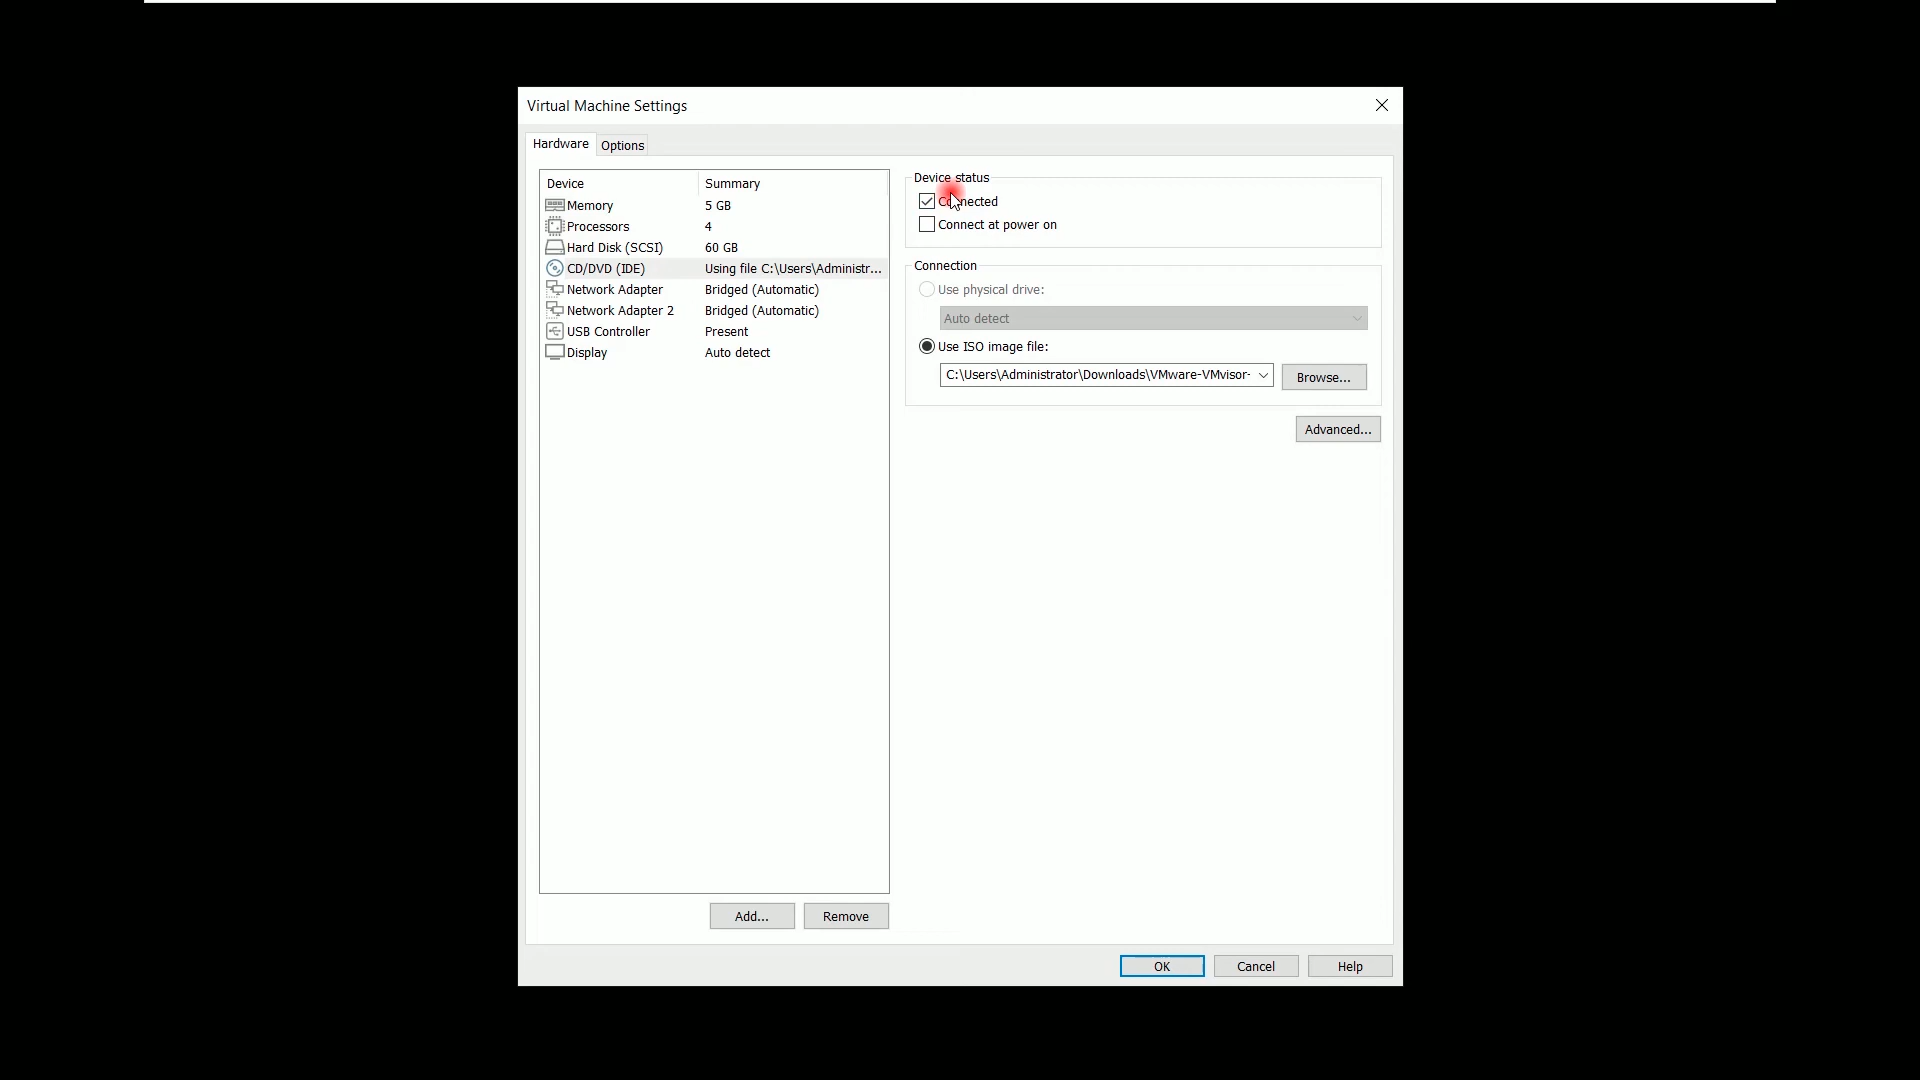 Virtual Machine Settings
Hardware Options
Device Summary
Memory 5 GB
Processors 4
Hard Disk (SCSI) 60 GB
CD/DVD (IDE) Using file C:\Users\Administr...
Network Adapter Bridged (Automatic)
Network Adapter 2 Bridged (Automatic)
USB Controller Present
Display Auto detect
Add... Remove
Device status
Connected
Connect at power on
Connection
Use physical drive:
Auto detect
Use ISO image file:
C:\Users\Administrator\Downloads\VMware-VMvisor- Browse...
Advanced...
OK Cancel Help